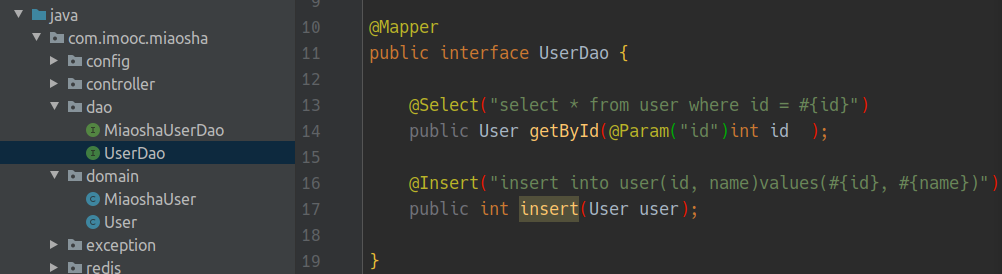 java
com.imooc.miaosha
config
controller
dao
MiaoshaUserDao
UserDao
domain
MiaoshaUser
User
exception
redis
9
10 @Mapper
11 public interface UserDao {
12
13 @Select("select * from user where id = #{id}")
14 public User getById(@Param("id")int id  );
15
16 @Insert("insert into user(id, name)values(#{id}, #{name})")
17 public int insert(User user);
18
19 }